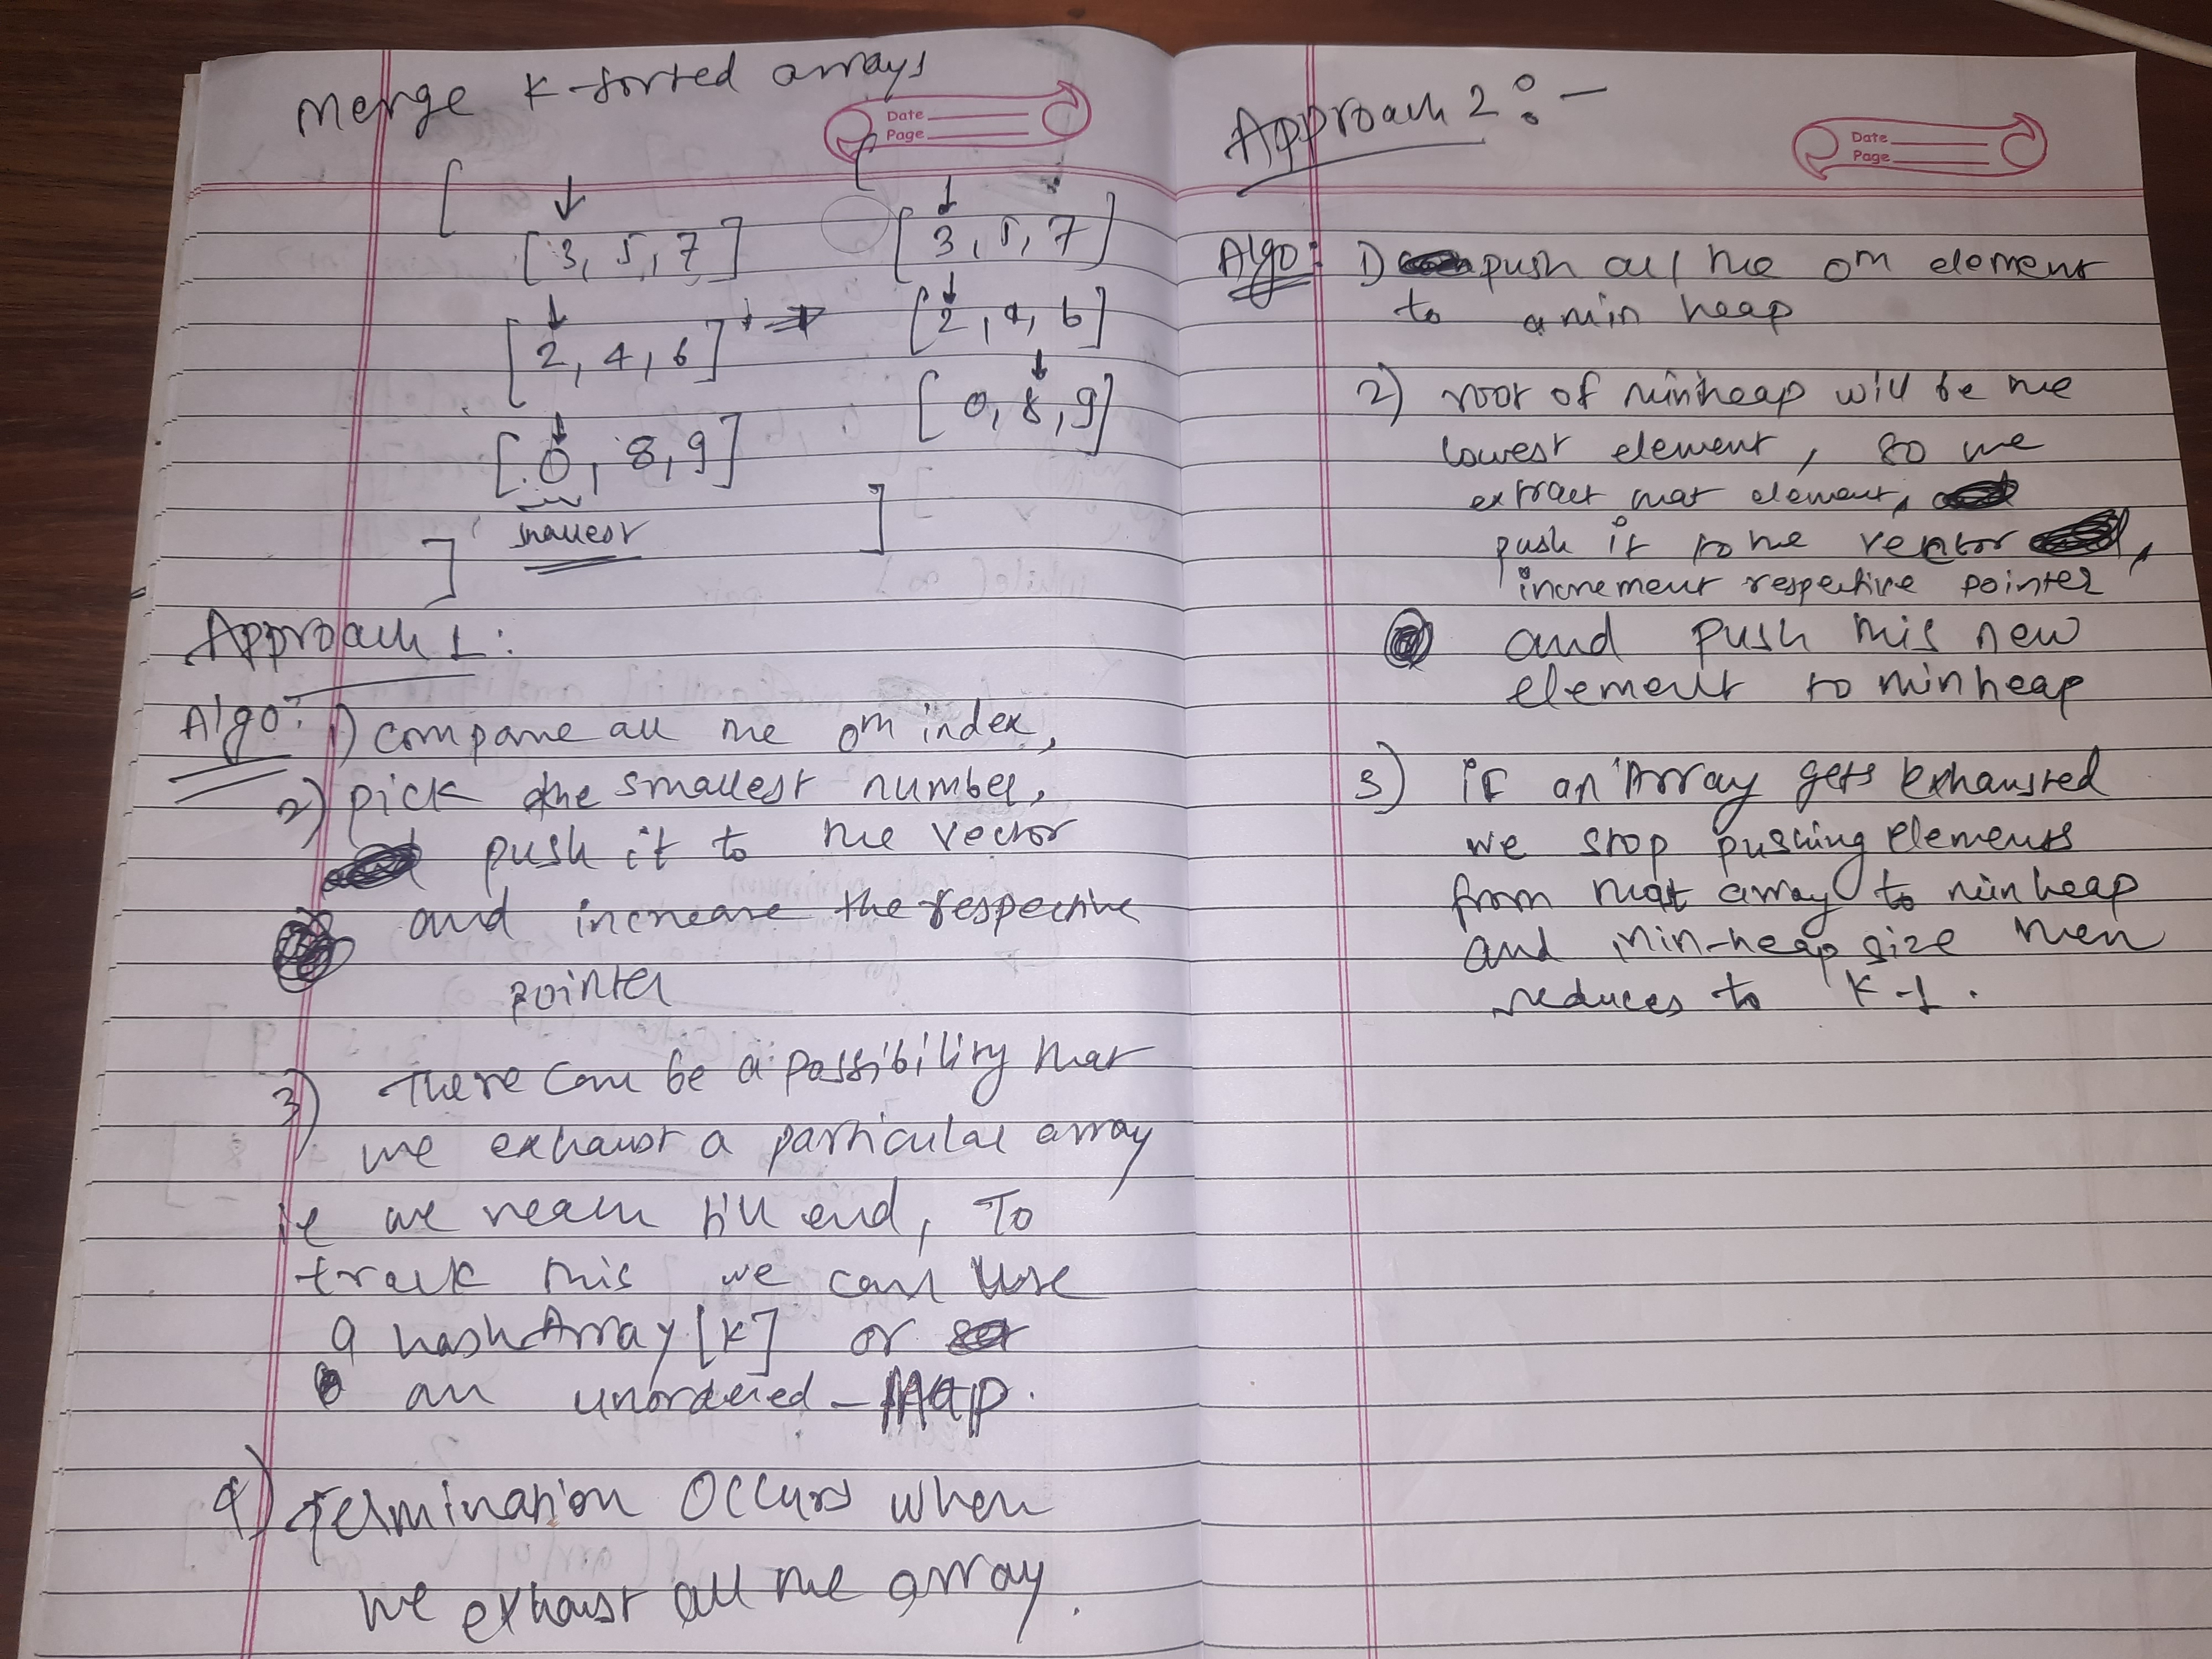 Merge K-sorted arrays
Date
Page
[
[3, 5, 7]
[2, 4, 6]
[0, 8, 9]
smallest
]
[
[3, 5, 7]
[2, 4, 6]
[0, 8, 9]
]
Approach 1:
Algo: 1) compare all the 0th index,
2) pick the smallest number,
push it to the vector
and increase the respective
pointer
3) There can be a possibility that
we exhaust a particular array
ie we reach till end, To
track this we can use
a hashArray[K] or
an unordered-Map.
4) Termination occurs when
we exhaust all the array.
Approach 2:-
Date
Page
Algo: 1) push all the 0th element
to a min heap
2) root of minheap will be the
lowest element, so we
extract that element,
push it to the vector,
increment respective pointer
and push this new
element to minheap
3) if an Array gets exhausted
we stop pushing elements
from that array to minheap
and min-heap size then
reduces to K-1.